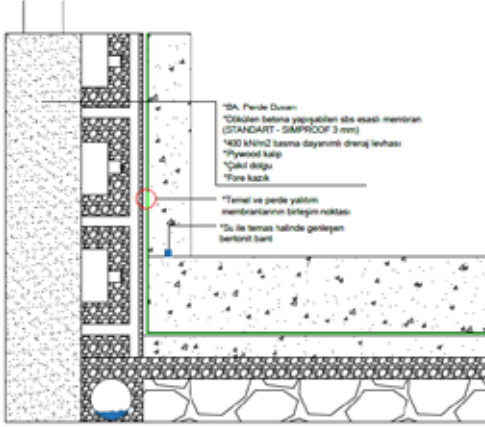 *BA. Perde Duvarı
*Dökülen betona yapışabilen sbs esaslı membran
(STANDART - SIMPROOF 3 mm)
*400 kN/m2 basma dayanımlı drenaj levhası
*Plywood kalıp
*Çakıl dolgu
*Fore kazık
*Temel ve perde yalıtım
membranlarının birleşim noktası
*Su ile temas halinde genleşen
bentonit bant